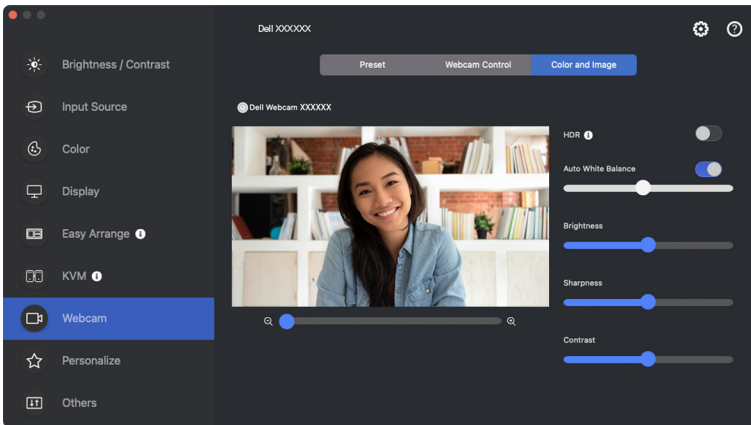 Dell XXXXXX
Brightness / Contrast
Input Source
Color
Display
Easy Arrange
KVM
Webcam
Personalize
Others
Preset
Webcam Control
Color and Image
Dell Webcam XXXXXX
HDR
Auto White Balance
Brightness
Sharpness
Contrast